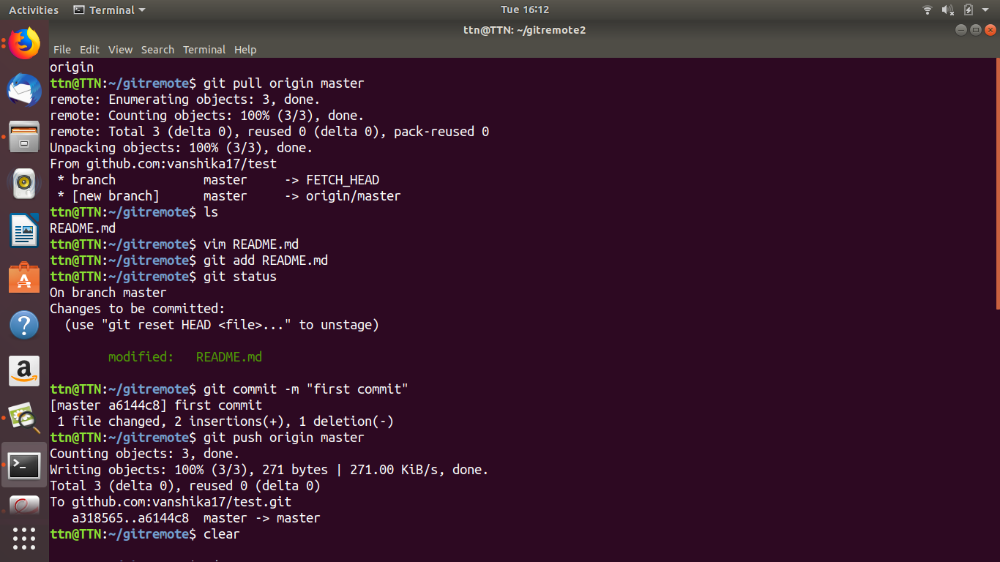 Activities Terminal Tue 16:12
ttn@TTN: ~/gitremote2
File Edit View Search Terminal Help
origin
ttn@TTN:~/gitremote$ git pull origin master
remote: Enumerating objects: 3, done.
remote: Counting objects: 100% (3/3), done.
remote: Total 3 (delta 0), reused 0 (delta 0), pack-reused 0
Unpacking objects: 100% (3/3), done.
From github.com:vanshika17/test
 * branch            master     -> FETCH_HEAD
 * [new branch]      master     -> origin/master
ttn@TTN:~/gitremote$ ls
README.md
ttn@TTN:~/gitremote$ vim README.md
ttn@TTN:~/gitremote$ git add README.md
ttn@TTN:~/gitremote$ git status
On branch master
Changes to be committed:
  (use "git reset HEAD <file>..." to unstage)
        modified:   README.md
ttn@TTN:~/gitremote$ git commit -m "first commit"
[master a6144c8] first commit
 1 file changed, 2 insertions(+), 1 deletion(-)
ttn@TTN:~/gitremote$ git push origin master
Counting objects: 3, done.
Writing objects: 100% (3/3), 271 bytes | 271.00 KiB/s, done.
Total 3 (delta 0), reused 0 (delta 0)
To github.com:vanshika17/test.git
   a318565..a6144c8  master -> master
ttn@TTN:~/gitremote$ clear